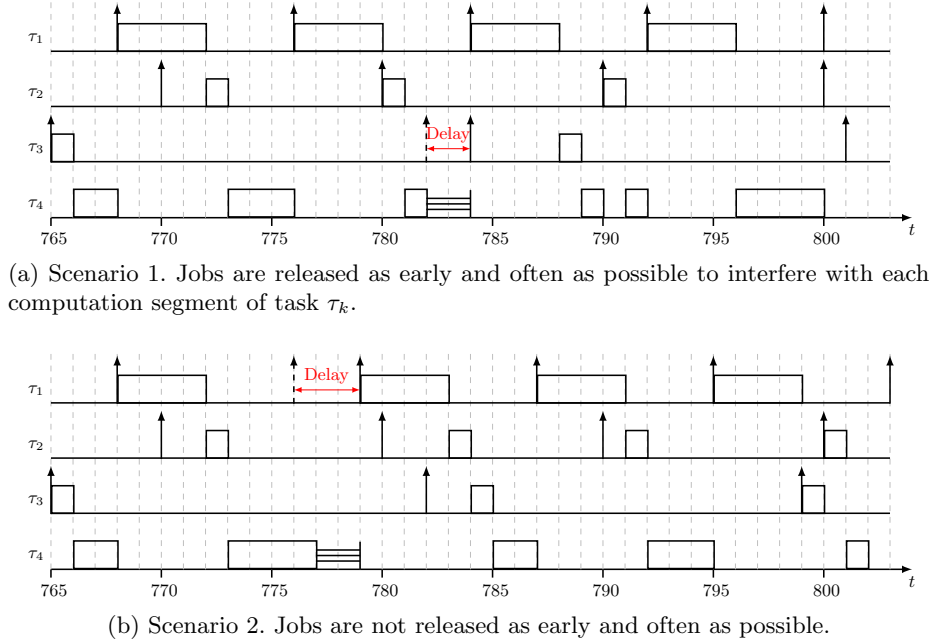 τ1
τ2
τ3
Delay
τ4
765 770 775 780 785 790 795 800 t
(a) Scenario 1. Jobs are released as early and often as possible to interfere with each
computation segment of task τk.
τ1
Delay
τ2
τ3
τ4
765 770 775 780 785 790 795 800 t
(b) Scenario 2. Jobs are not released as early and often as possible.